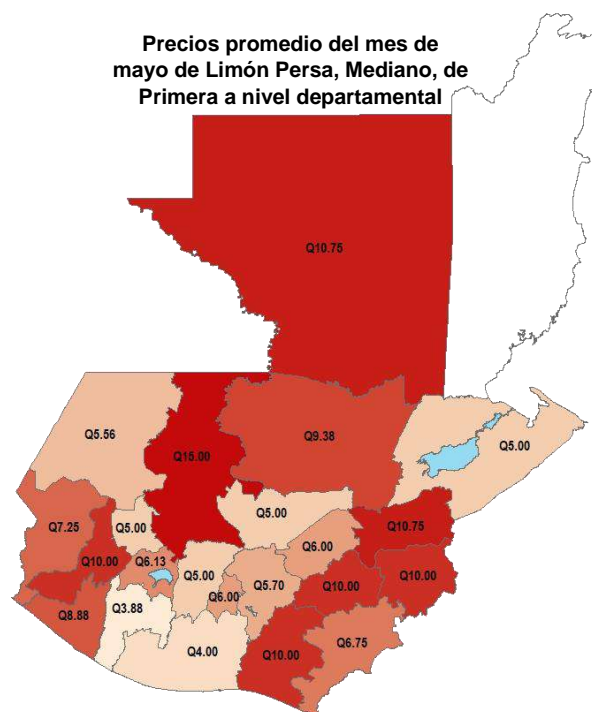 Precios promedio del mes de
mayo de Limón Persa, Mediano, de
Primera a nivel departamental
Q10.75
Q5.56
Q15.00
Q9.38
Q5.00
Q7.25
Q5.00
Q5.00
Q10.75
Q10.00
Q6.13
Q5.00
Q6.00
Q10.00
Q8.88
Q3.88
Q6.00
Q5.70
Q10.00
Q4.00
Q10.00
Q6.75